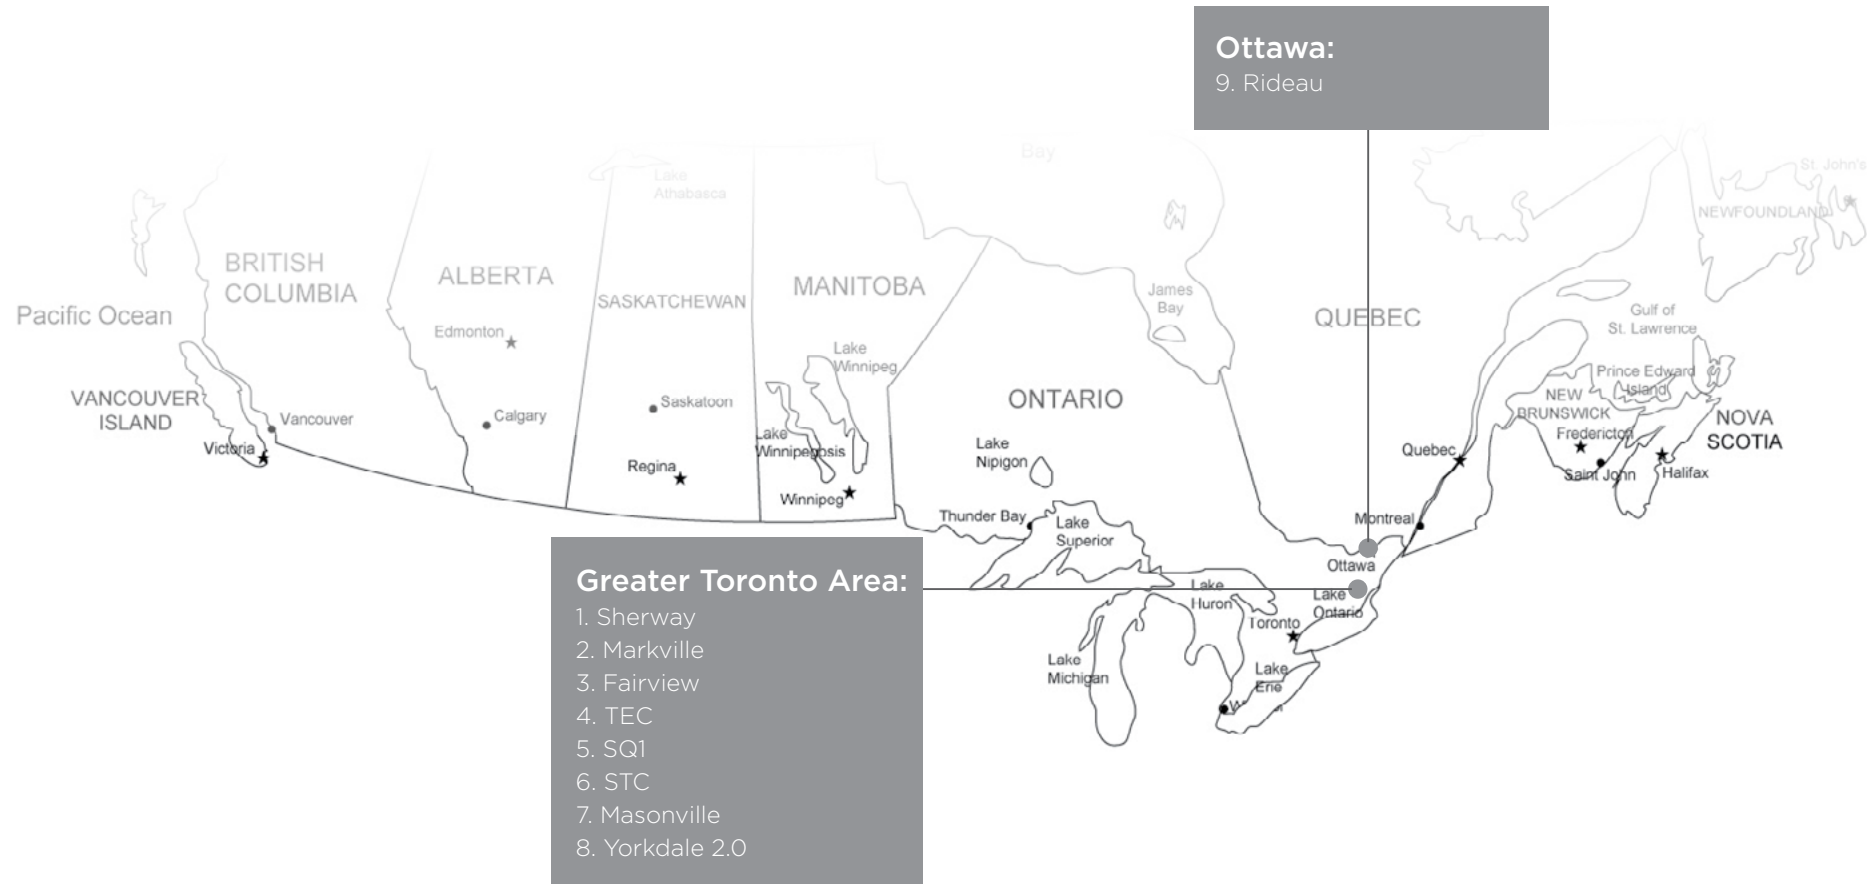 Ottawa:
9. Rideau
Bay
Lake
Athabasca
St. John's
NEWFOUNDLAND
BRITISH
COLUMBIA
ALBERTA
SASKATCHEWAN
MANITOBA
James
Bay
QUEBEC
Gulf of
St. Lawrence
Pacific Ocean
Edmonton
Lake
Winnipeg
Prince Edward
Island
VANCOUVER
ISLAND
Vancouver
Victoria
Calgary
Saskatoon
Regina
Lake
Winnipegosis
Winnipeg
ONTARIO
Lake
Nipigon
NEW
BRUNSWICK
Fredericton
Saint John
NOVA
SCOTIA
Halifax
Quebec
Montreal
Thunder Bay
Lake
Superior
Ottawa
Lake
Huron
Lake
Ontario
Toronto
Lake
Michigan
Lake
Erie
Greater Toronto Area:
1. Sherway
2. Markville
3. Fairview
4. TEC
5. SQ1
6. STC
7. Masonville
8. Yorkdale 2.0